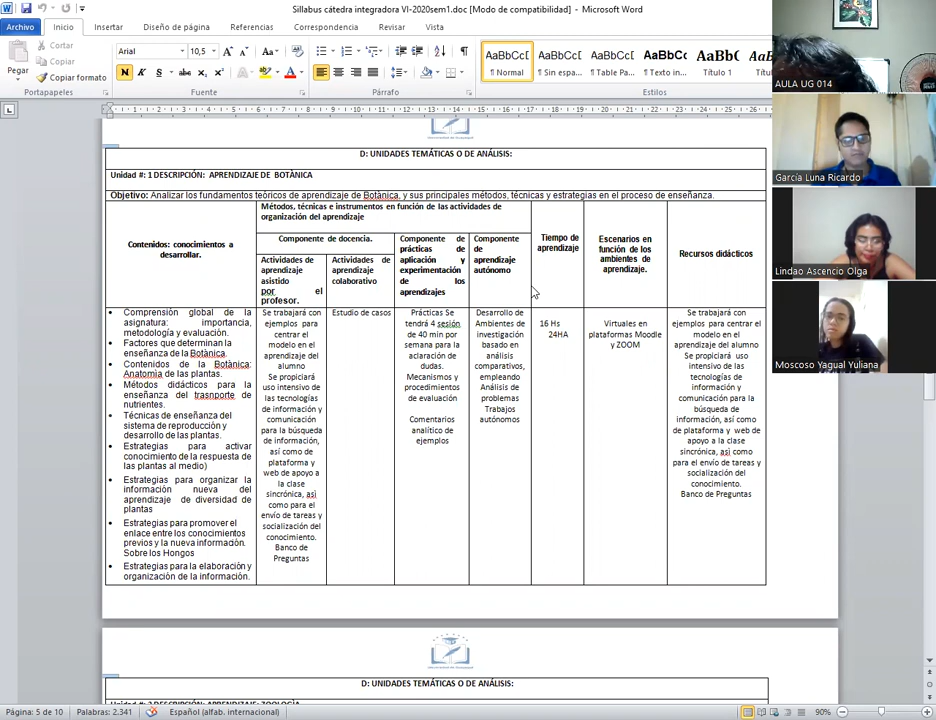 Sillabus cátedra integradora VI-2020sem1.doc [Modo de compatibilidad] - Microsoft Word
Archivo Inicio Insertar Diseño de página Referencias Correspondencia Revisar Vista
Pegar
Cortar
Copiar
Copiar formato
Portapapeles
Arial 10,5
N K S abc x₂ x²
Fuente
Párrafo
AaBbCcD AaBbCcD AaBbCcD AaBbCcD AaBbC
¶ Normal ¶ Sin espa... ¶ Table Pa... ¶ Texto in... Título 1
Estilos
AULA UG 014
García Luna Ricardo
Lindao Ascencio Olga
Moscoso Yagual Yuliana
D: UNIDADES TEMÁTICAS O DE ANÁLISIS:
Unidad #: 1 DESCRIPCIÓN: APRENDIZAJE DE BOTÀNICA
Objetivo: Analizar los fundamentos teóricos de aprendizaje de Botànica, y sus principales métodos, técnicas y estrategias en el proceso de enseñanza.
Contenidos: conocimientos a
desarrollar.
Métodos, técnicas e instrumentos en función de las actividades de
organización del aprendizaje
Componente de docencia.
Actividades de
aprendizaje
asistido
por el
profesor.
Actividades de
aprendizaje
colaborativo
Componente de
prácticas de
aplicación y
experimentación
de los
aprendizajes
Componente
de
aprendizaje
autónomo
Tiempo de
aprendizaje
Escenarios en
función de los
ambientes de
aprendizaje.
Recursos didácticos
• Comprensión global de la
asignatura: importancia,
metodología y evaluación.
• Factores que determinan la
enseñanza de la Botànica.
• Contenidos de la Botànica:
Anatomìa de las plantas.
• Métodos didácticos para la
enseñanza del trasnporte de
nutrientes.
• Técnicas de enseñanza del
sistema de reproducción y
desarrollo de las plantas.
• Estrategias para activar
conocimiento de la respuesta de
las plantas al medio)
• Estrategias para organizar la
información nueva del
aprendizaje de diversidad de
plantas
• Estrategias para promover el
enlace entre los conocimientos
previos y la nueva información.
Sobre los Hongos
• Estrategias para la elaboración y
organización de la información.
Se trabajará con
ejemplos para
centrar el
modelo en el
aprendizaje del
alumno
Se propiciará
uso intensivo de
las tecnologías
de información y
comunicación
para la búsqueda
de información,
así como de
plataforma y
web de apoyo a
la clase
sincrónica, asi
como para el
envío de tareas y
socialización del
conocimiento.
Banco de
Preguntas
Estudio de casos
Prácticas Se
tendrá 4 sesión
de 40 min por
semana para la
aclaración de
dudas.
Mecanismos y
procedimientos
de evaluación
Comentarios
analítico de
ejemplos
Desarrollo de
Ambientes de
investigación
basado en
análisis
comparativos,
empleando
Análisis de
problemas
Trabajos
autónomos
16 Hs
24HA
Virtuales en
plataformas Moodle
y ZOOM
Se trabajará con
ejemplos para centrar el
modelo en el
aprendizaje del alumno
Se propiciará uso
intensivo de las
tecnologías de
información y
comunicación para la
búsqueda de
información, así como
de plataforma y web de
apoyo a la clase
sincrónica, asi como
para el envío de tareas y
socialización del
conocimiento.
Banco de Preguntas
D: UNIDADES TEMÁTICAS O DE ANÁLISIS:
Página: 5 de 10 Palabras: 2.341 Español (alfab. internacional) 90%